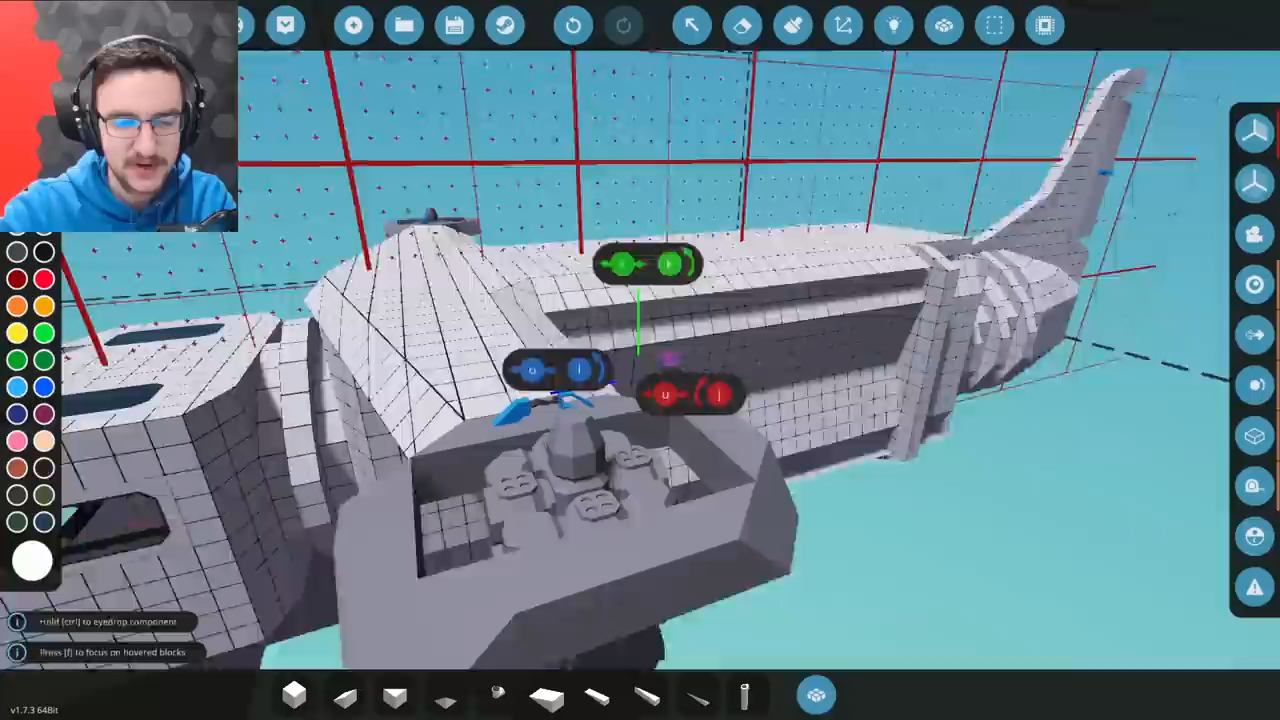 o l
u j
Hold [ctrl] to eyedrop component
Press [f] to focus on hovered blocks
v1.7.3 64Bit